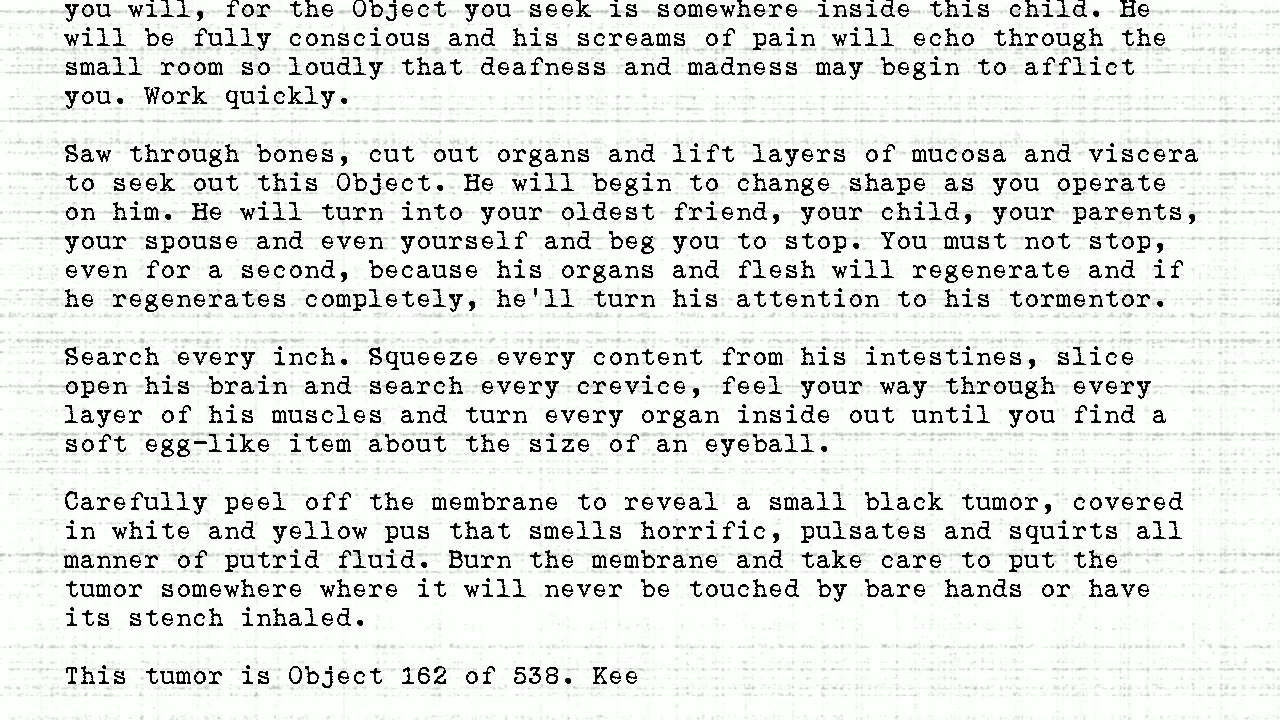 you will, for the Object you seek is somewhere inside this child. He
will be fully conscious and his screams of pain will echo through the
small room so loudly that deafness and madness may begin to afflict
you. Work quickly.
Saw through bones, cut out organs and lift layers of mucosa and viscera
to seek out this Object. He will begin to change shape as you operate
on him. He will turn into your oldest friend, your child, your parents,
your spouse and even yourself and beg you to stop. You must not stop,
even for a second, because his organs and flesh will regenerate and if
he regenerates completely, he'll turn his attention to his tormentor.
Search every inch. Squeeze every content from his intestines, slice
open his brain and search every crevice, feel your way through every
layer of his muscles and turn every organ inside out until you find a
soft egg-like item about the size of an eyeball.
Carefully peel off the membrane to reveal a small black tumor, covered
in white and yellow pus that smells horrific, pulsates and squirts all
manner of putrid fluid. Burn the membrane and take care to put the
tumor somewhere where it will never be touched by bare hands or have
its stench inhaled.
This tumor is Object 162 of 538. Kee